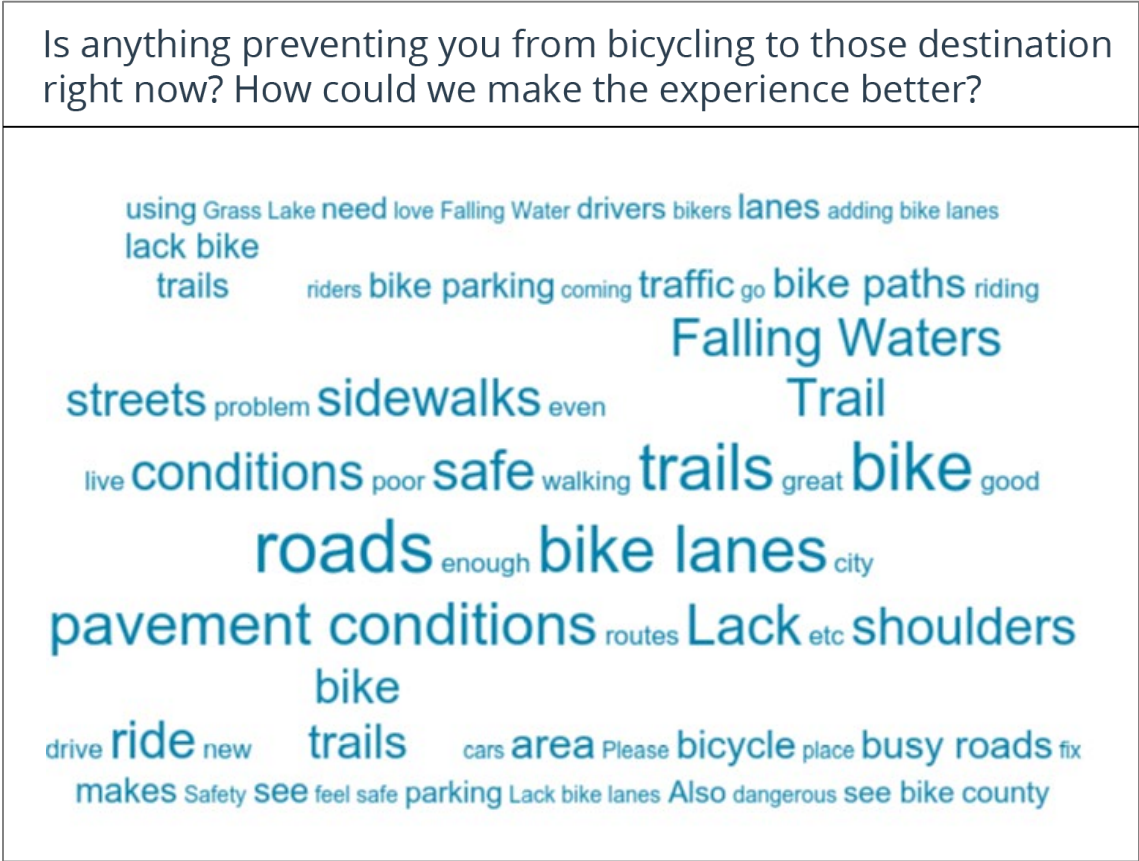 Is anything preventing you from bicycling to those destination
right now? How could we make the experience better?
using Grass Lake need love Falling Water drivers bikers lanes adding bike lanes
lack bike
trails riders bike parking coming traffic go bike paths riding
Falling Waters
streets problem sidewalks even Trail
live conditions poor safe walking trails great bike good
roads enough bike lanes city
pavement conditions routes Lack etc shoulders
bike
drive ride new trails cars area Please bicycle place busy roads fix
makes Safety see feel safe parking Lack bike lanes Also dangerous see bike county